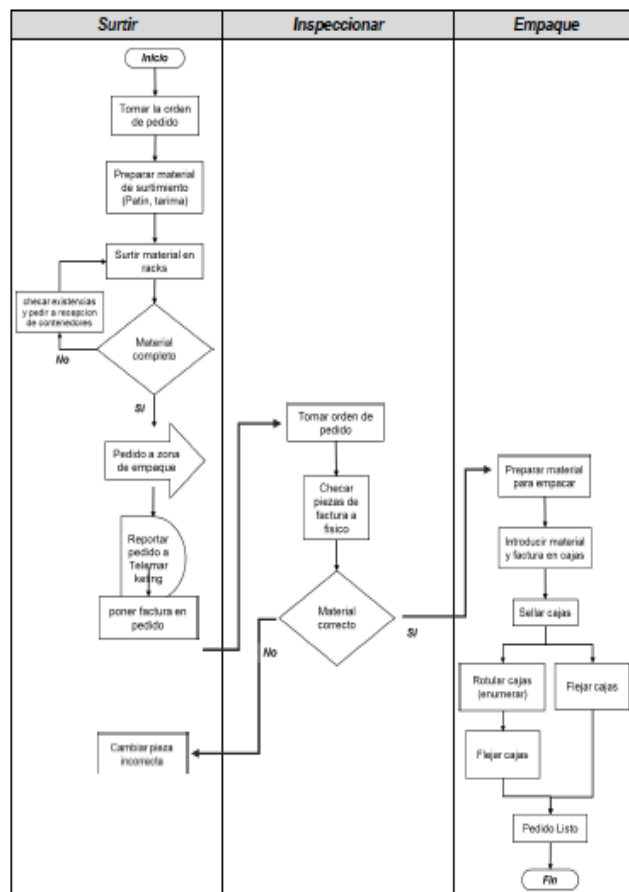 Surtir
Inspeccionar
Empaque
Inicio
Tomar la orden
de pedido
Preparar material
de surtimiento
(Patin, tarima)
Surtir material en
racks
checar existencias
y pedir a recepcion
de contenedores
Material
completo
No
Si
Pedido a zona
de empaque
Reportar
pedido a
Telemar
keting
poner factura en
pedido
Cambiar pieza
incorrecta
Tomar orden de
pedido
Checar
piezas de
factura a
fisico
Material
correcto
No
Si
Preparar material
para empacar
Introducir material
y factura en cajas
Sellar cajas
Rotular cajas
(enumerar)
Flejar cajas
Flejar cajas
Pedido Listo
Fin